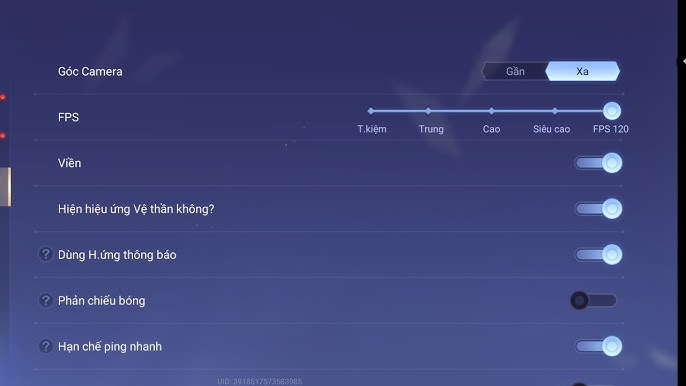 Góc Camera
Gần
Xa
FPS
T.kiệm
Trung
Cao
Siêu cao
FPS 120
Viền
Hiện hiệu ứng Vệ thần không?
? Dùng H.ứng thông báo
? Phản chiếu bóng
? Hạn chế ping nhanh
UID: 3918517573583985